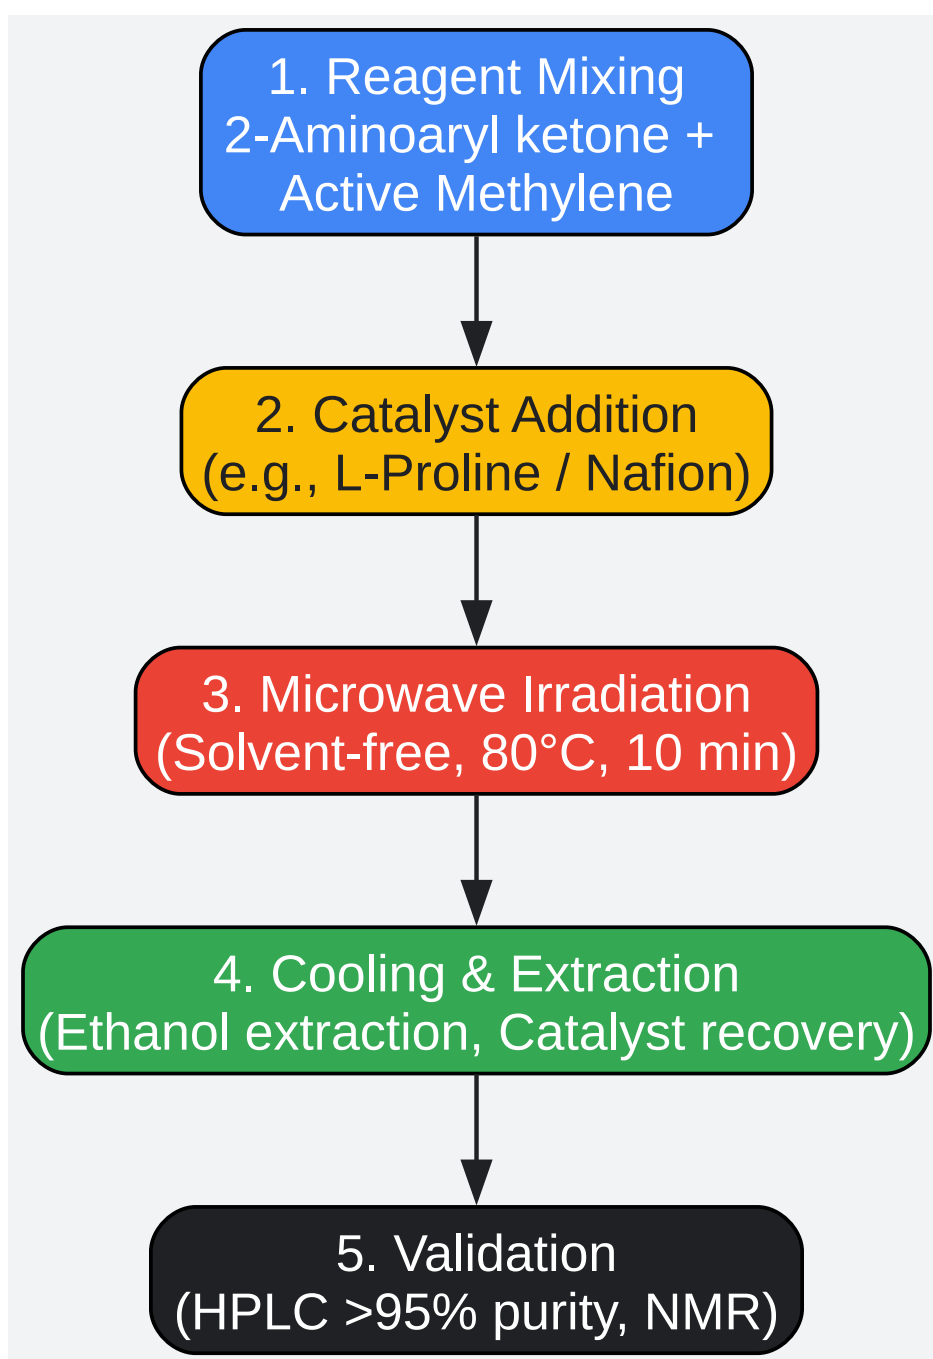 1. Reagent Mixing
2-Aminoaryl ketone +
Active Methylene
2. Catalyst Addition
(e.g., L-Proline / Nafion)
3. Microwave Irradiation
(Solvent-free, 80°C, 10 min)
4. Cooling & Extraction
(Ethanol extraction, Catalyst recovery)
5. Validation
(HPLC >95% purity, NMR)